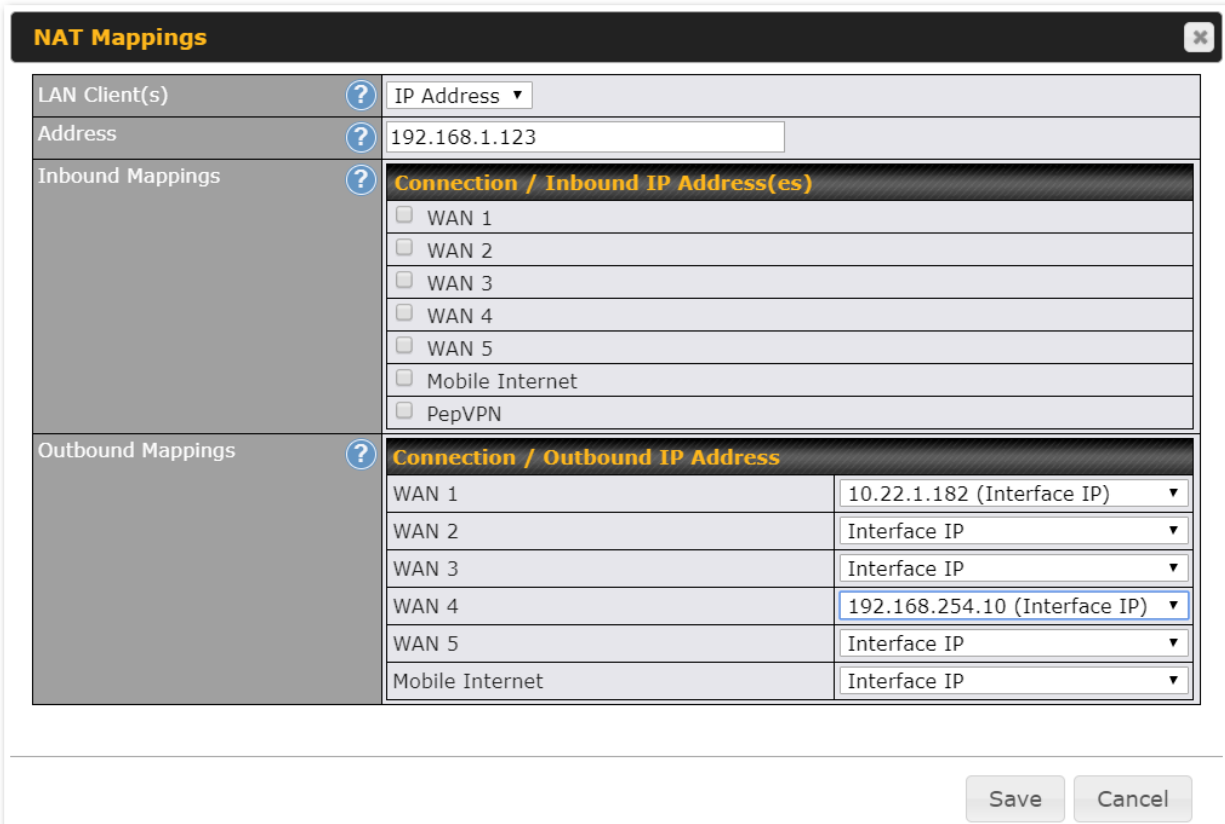 NAT Mappings
LAN Client(s) ? IP Address
Address ? 192.168.1.123
Inbound Mappings ? Connection / Inbound IP Address(es)
WAN 1
WAN 2
WAN 3
WAN 4
WAN 5
Mobile Internet
PepVPN
Outbound Mappings ? Connection / Outbound IP Address
WAN 1 10.22.1.182 (Interface IP)
WAN 2 Interface IP
WAN 3 Interface IP
WAN 4 192.168.254.10 (Interface IP)
WAN 5 Interface IP
Mobile Internet Interface IP
Save Cancel